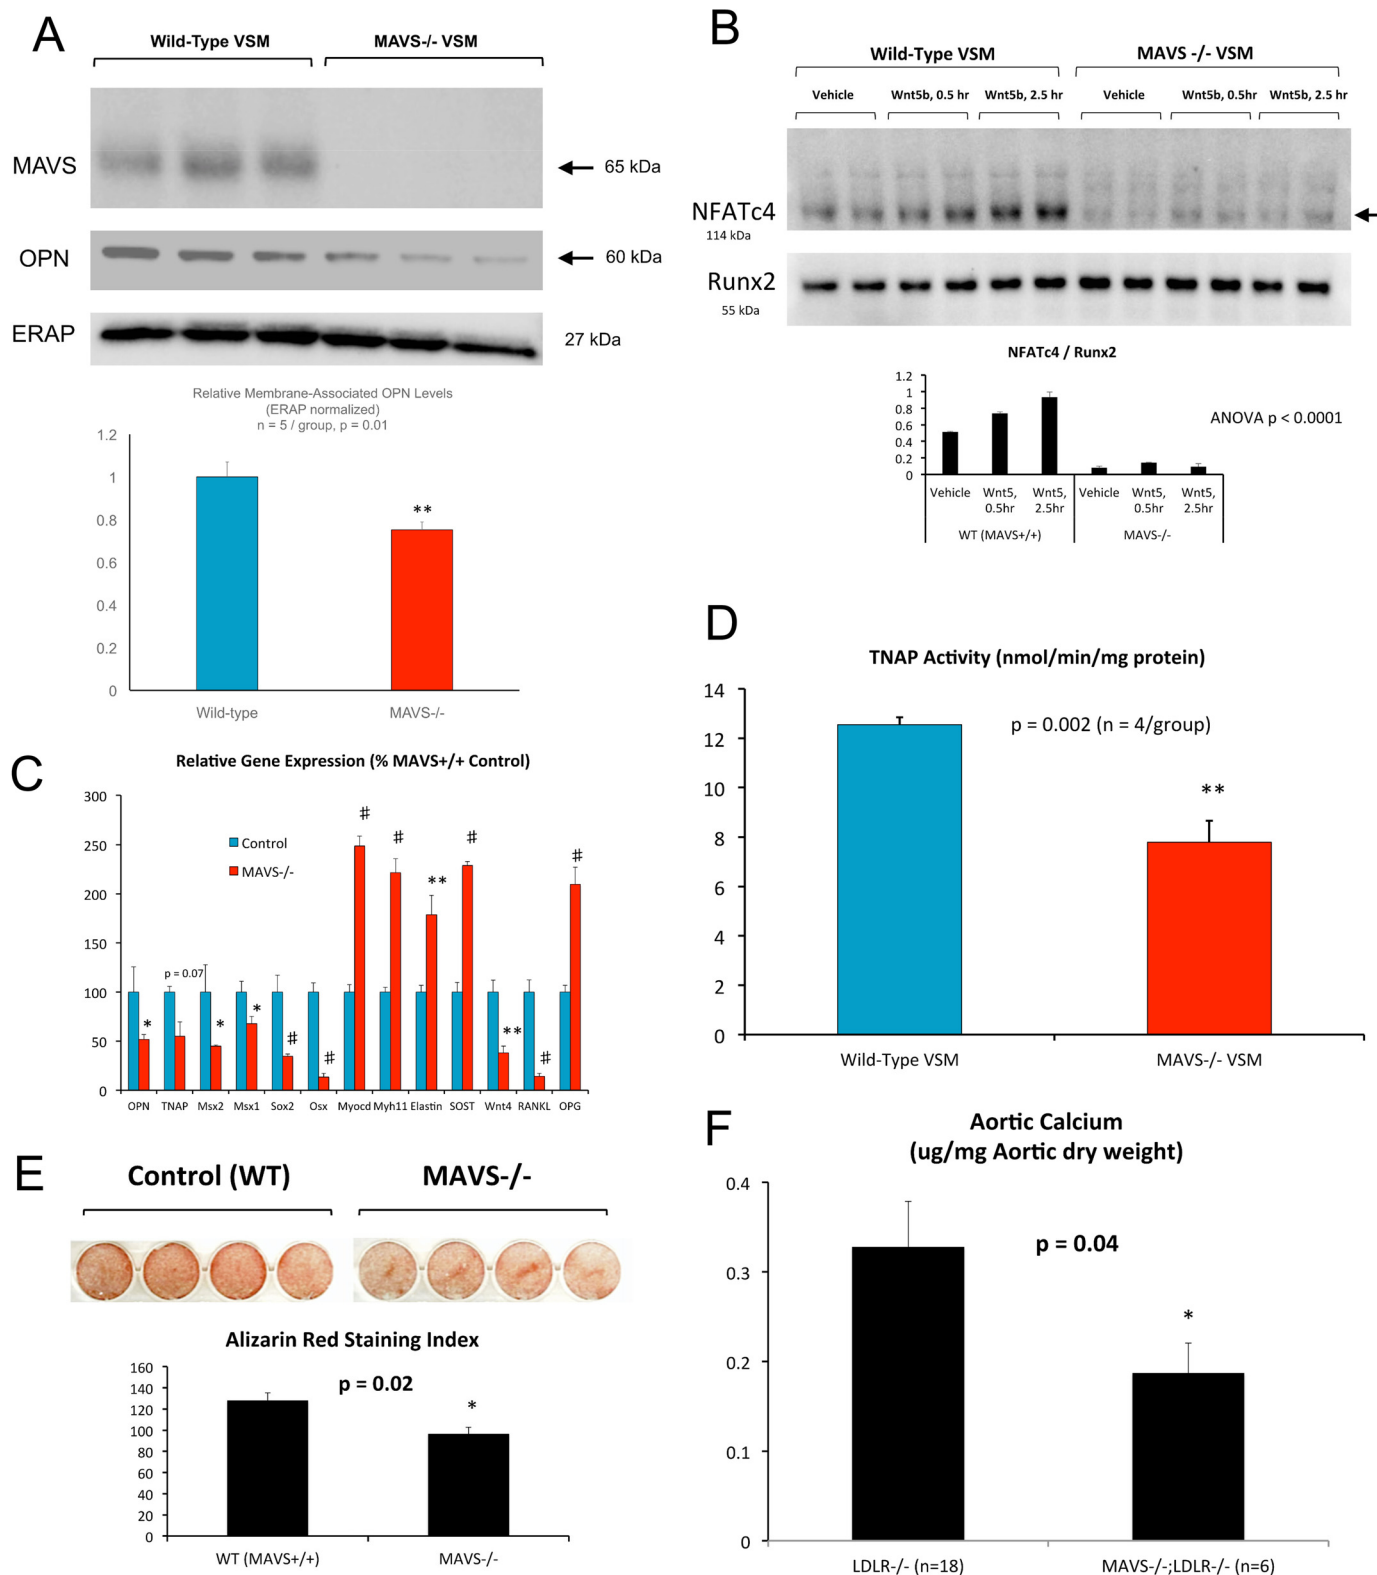 A
Wild-Type VSM MAVS-/- VSM
MAVS
65 kDa
OPN
60 kDa
ERAP
27 kDa
Relative Membrane-Associated OPN Levels
(ERAP normalized)
n = 5 / group, p = 0.01
1.2
1
0.8
0.6
0.4
0.2
0
**
Wild-type MAVS-/-
B
Wild-Type VSM MAVS -/- VSM
Vehicle Wnt5b, 0.5 hr Wnt5b, 2.5 hr Vehicle Wnt5b, 0.5hr Wnt5b, 2.5 hr
NFATc4
114 kDa
Runx2
55 kDa
NFATc4 / Runx2
1.2
1
0.8
0.6
0.4
0.2
0
ANOVA p < 0.0001
Vehicle Wnt5, Wnt5, Vehicle Wnt5, Wnt5,
0.5hr 2.5hr 0.5hr 2.5hr
WT (MAVS+/+) MAVS-/-
C
Relative Gene Expression (% MAVS+/+ Control)
300
250
200
150
100
50
0
Control
MAVS-/-
p = 0.07
* * * # # # # ** # ** # #
OPN TNAP Msx2 Msx1 Sox2 Osx Myocd Myh11 Elastin SOST Wnt4 RANKL OPG
D
TNAP Activity (nmol/min/mg protein)
14
12
10
8
6
4
2
0
p = 0.002 (n = 4/group)
**
Wild-Type VSM MAVS-/- VSM
E
Control (WT) MAVS-/-
Alizarin Red Staining Index
160
140
120
100
80
60
40
20
0
p = 0.02
*
WT (MAVS+/+) MAVS-/-
F
Aortic Calcium
(ug/mg Aortic dry weight)
0.4
0.3
0.2
0.1
0
p = 0.04
*
LDLR-/- (n=18) MAVS-/-;LDLR-/- (n=6)